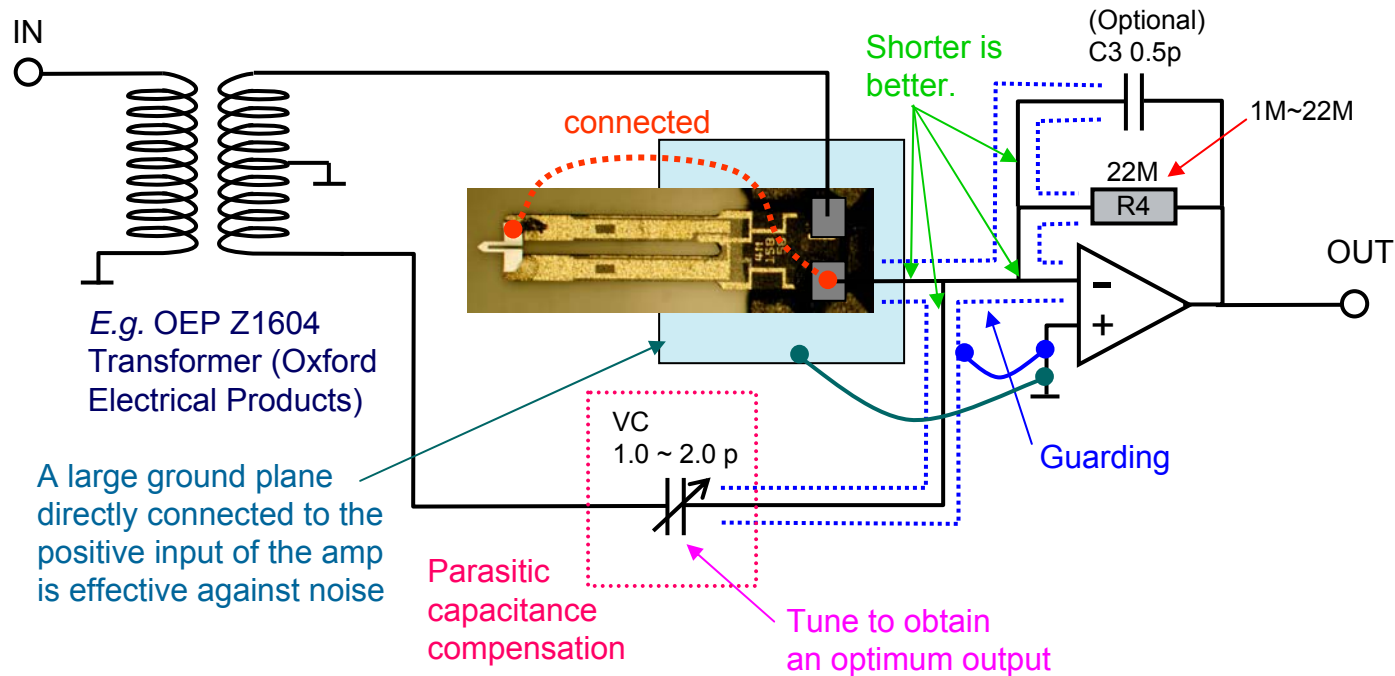 IN
(Optional)
C3 0.5p
Shorter is
better.
1M~22M
connected
22M
R4
OUT
-
+
E.g. OEP Z1604
Transformer (Oxford
Electrical Products)
VC
1.0 ~ 2.0 p
Guarding
A large ground plane
directly connected to the
positive input of the amp
is effective against noise
Parasitic
capacitance
compensation
Tune to obtain
an optimum output